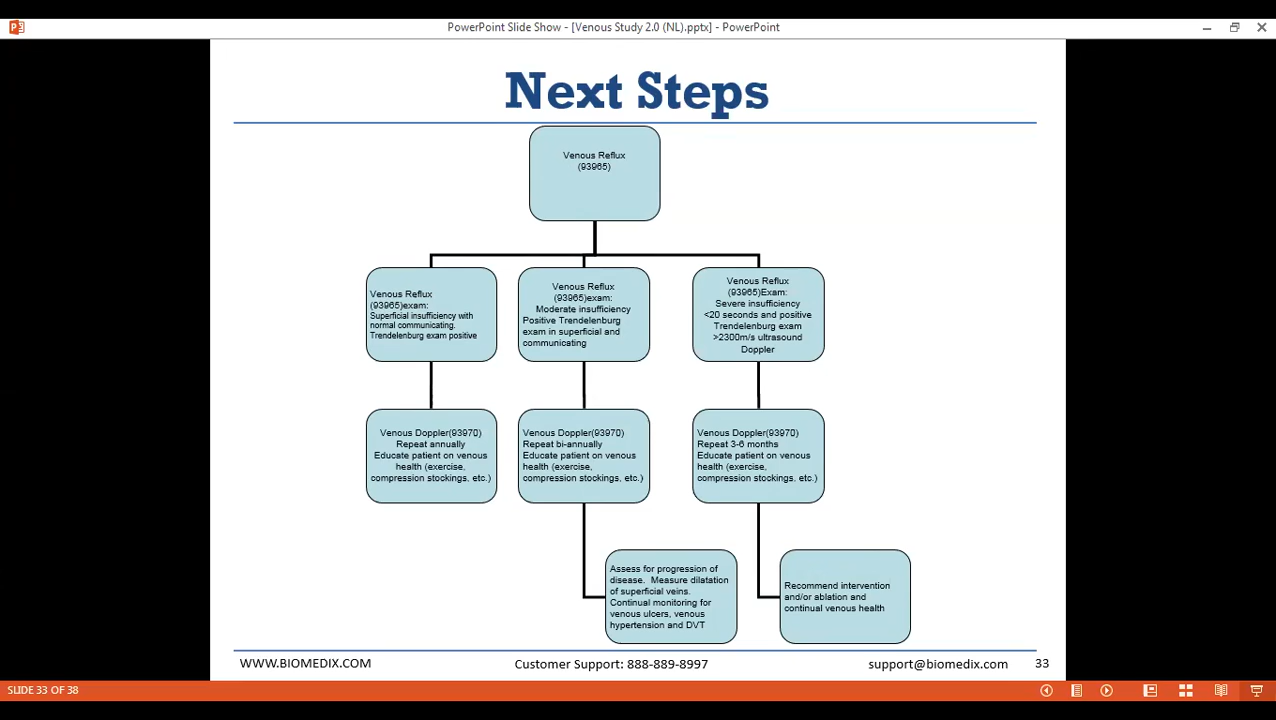 PowerPoint Slide Show - [Venous Study 2.0 (NL).pptx] - PowerPoint
Next Steps
Venous Reflux
(93965)
Venous Reflux
(93965)exam:
Superficial insufficiency with
normal communicating.
Trendelenburg exam positive
Venous Reflux
(93965)exam:
Moderate insufficiency
Positive Trendelenburg
exam in superficial and
communicating
Venous Reflux
(93965)Exam:
Severe insufficiency
<20 seconds and positive
Trendelenburg exam
>2300m/s ultrasound
Doppler
Venous Doppler(93970)
Repeat annually
Educate patient on venous
health (exercise,
compression stockings, etc.)
Venous Doppler(93970)
Repeat bi-annually
Educate patient on venous
health (exercise,
compression stockings, etc.)
Venous Doppler(93970)
Repeat 3-6 months
Educate patient on venous
health (exercise,
compression stockings, etc.)
Assess for progression of
disease.  Measure dilatation
of superficial veins.
Continual monitoring for
venous ulcers, venous
hypertension and DVT
Recommend intervention
and/or ablation and
continual venous health
WWW.BIOMEDIX.COM
Customer Support: 888-889-8997
support@biomedix.com
33
SLIDE 33 OF 38